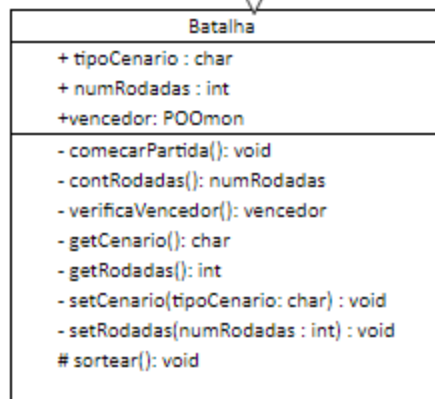 Batalha
+ tipoCenario : char
+ numRodadas : int
+vencedor: POOmon
- comecarPartida(): void
- contRodadas(): numRodadas
- verificaVencedor(): vencedor
- getCenario(): char
- getRodadas(): int
- setCenario(tipoCenario: char) : void
- setRodadas(numRodadas : int) : void
# sortear(): void